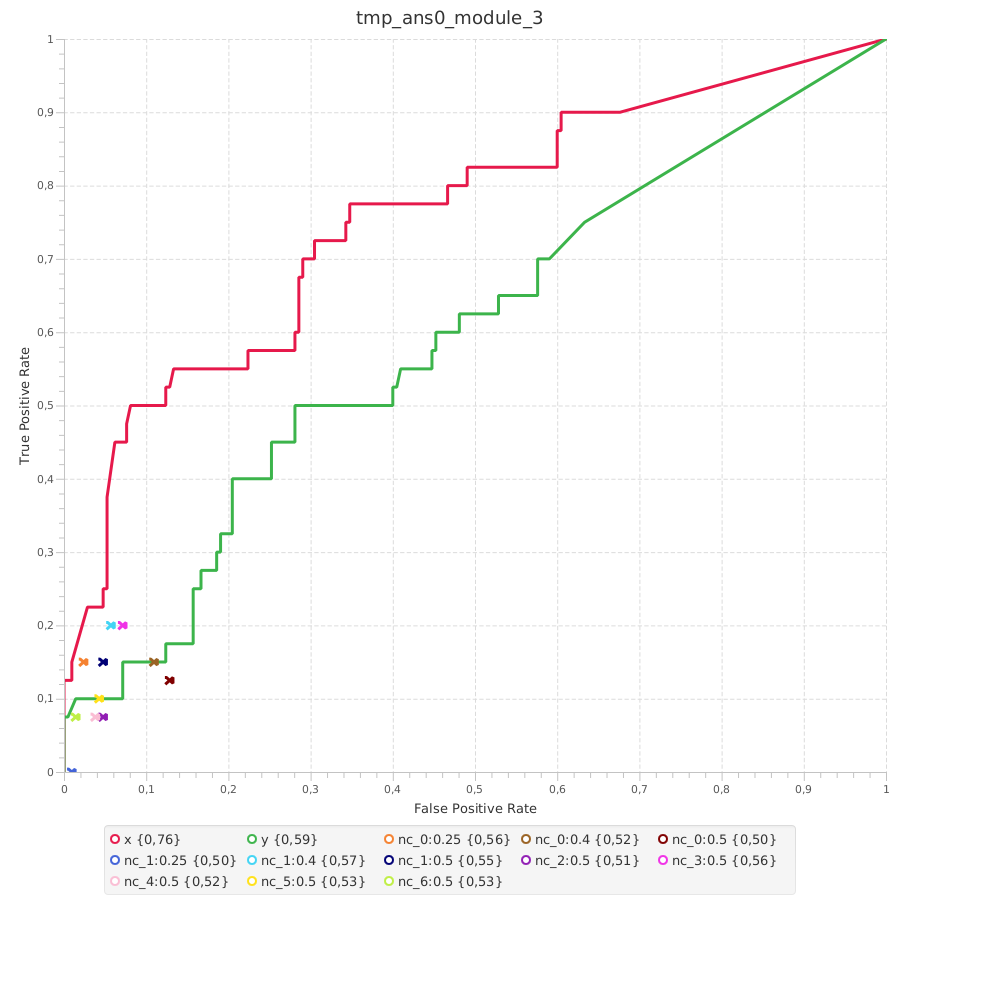 tmp_ans0_module_3
1
0,9
0,8
0,7
0,6
0,5
0,4
0,3
0,2
0,1
0
True Positive Rate
0 0,1 0,2 0,3 0,4 0,5 0,6 0,7 0,8 0,9 1
False Positive Rate
x {0,76} y {0,59} nc_0:0.25 {0,56} nc_0:0.4 {0,52} nc_0:0.5 {0,50}
nc_1:0.25 {0,50} nc_1:0.4 {0,57} nc_1:0.5 {0,55} nc_2:0.5 {0,51} nc_3:0.5 {0,56}
nc_4:0.5 {0,52} nc_5:0.5 {0,53} nc_6:0.5 {0,53}